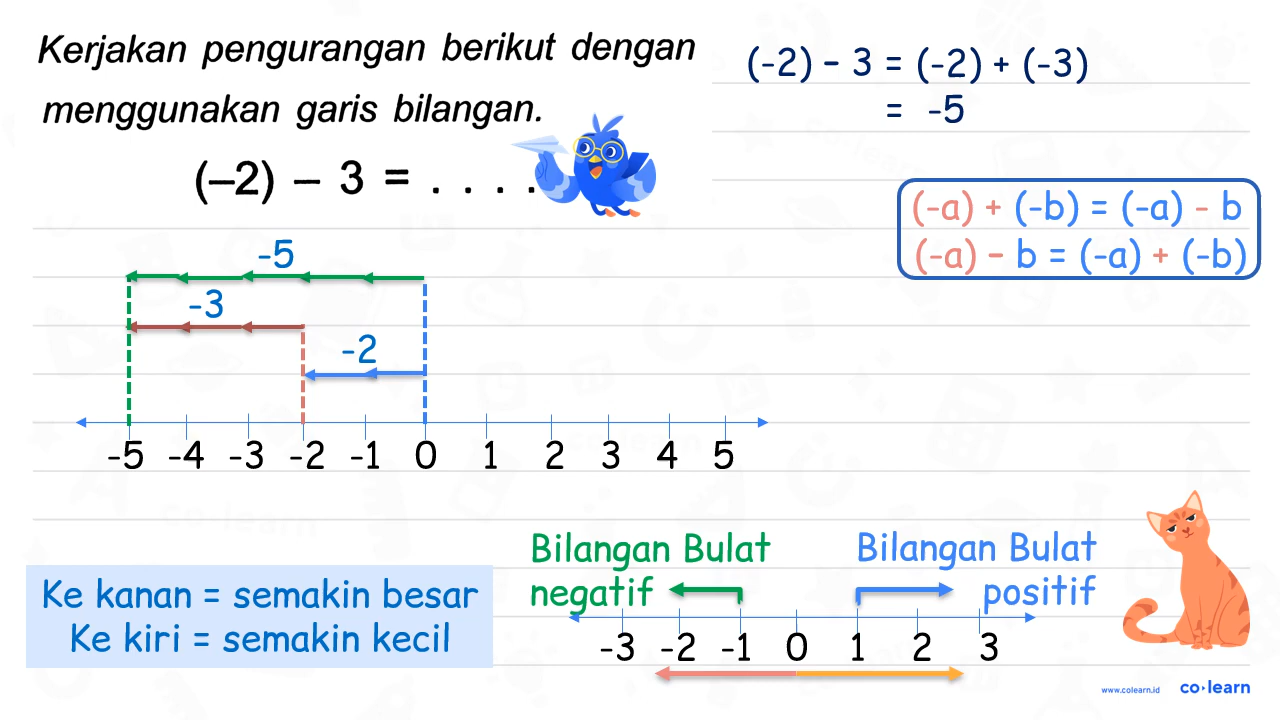 Kerjakan pengurangan berikut dengan
menggunakan garis bilangan.
(–2) – 3 = . . . .
(-2) - 3 = (-2) + (-3)
= -5
(-a) + (-b) = (-a) - b
(-a) - b = (-a) + (-b)
-5
-3
-2
-5 -4 -3 -2 -1 0 1 2 3 4 5
Ke kanan = semakin besar
Ke kiri = semakin kecil
Bilangan Bulat
negatif
Bilangan Bulat
positif
-3 -2 -1 0 1 2 3
www.colearn.id
co learn